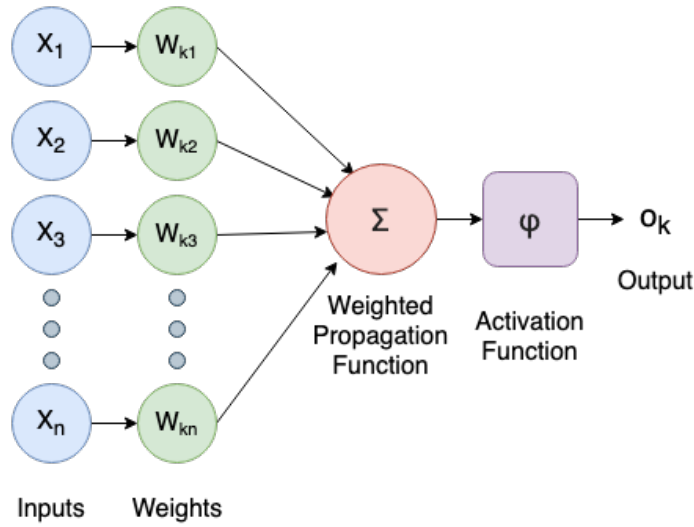 X1 Wk1
X2 Wk2
X3 Wk3
Σ φ ok
Output
Weighted
Propagation
Function
Activation
Function
Xn Wkn
Inputs Weights